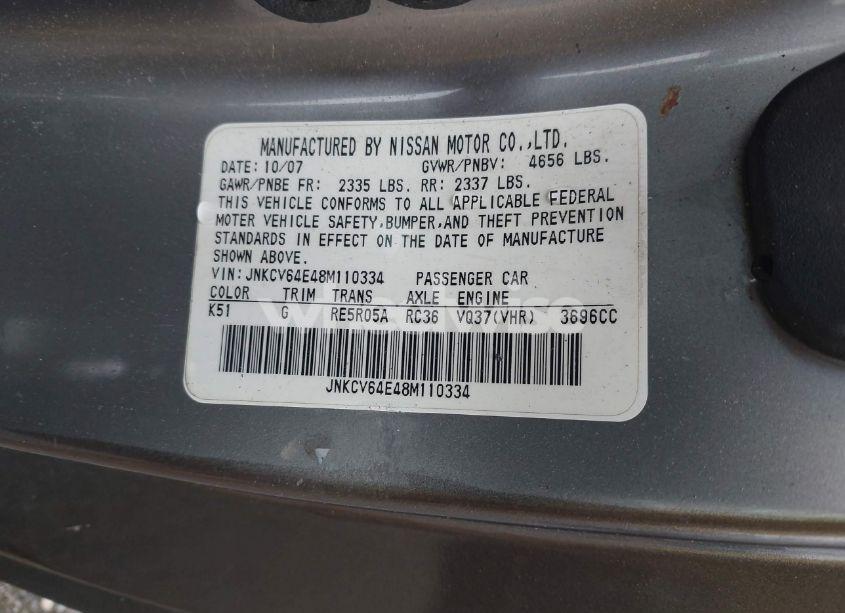 MANUFACTURED BY NISSAN MOTOR CO.,LTD.
DATE: 10/07 GVWR/PNBV: 4656 LBS.
GAWR/PNBE FR: 2335 LBS. RR: 2337 LBS.
THIS VEHICLE CONFORMS TO ALL APPLICABLE FEDERAL
MOTER VEHICLE SAFETY,BUMPER,AND THEFT PREVENTION
STANDARDS IN EFFECT ON THE DATE OF MANUFACTURE
SHOWN ABOVE.
VIN: JNKCV64E48M110334 PASSENGER CAR
COLOR TRIM TRANS AXLE ENGINE
K51 G RE5R05A RC36 VQ37(VHR) 3696CC
JNKCV64E48M110334